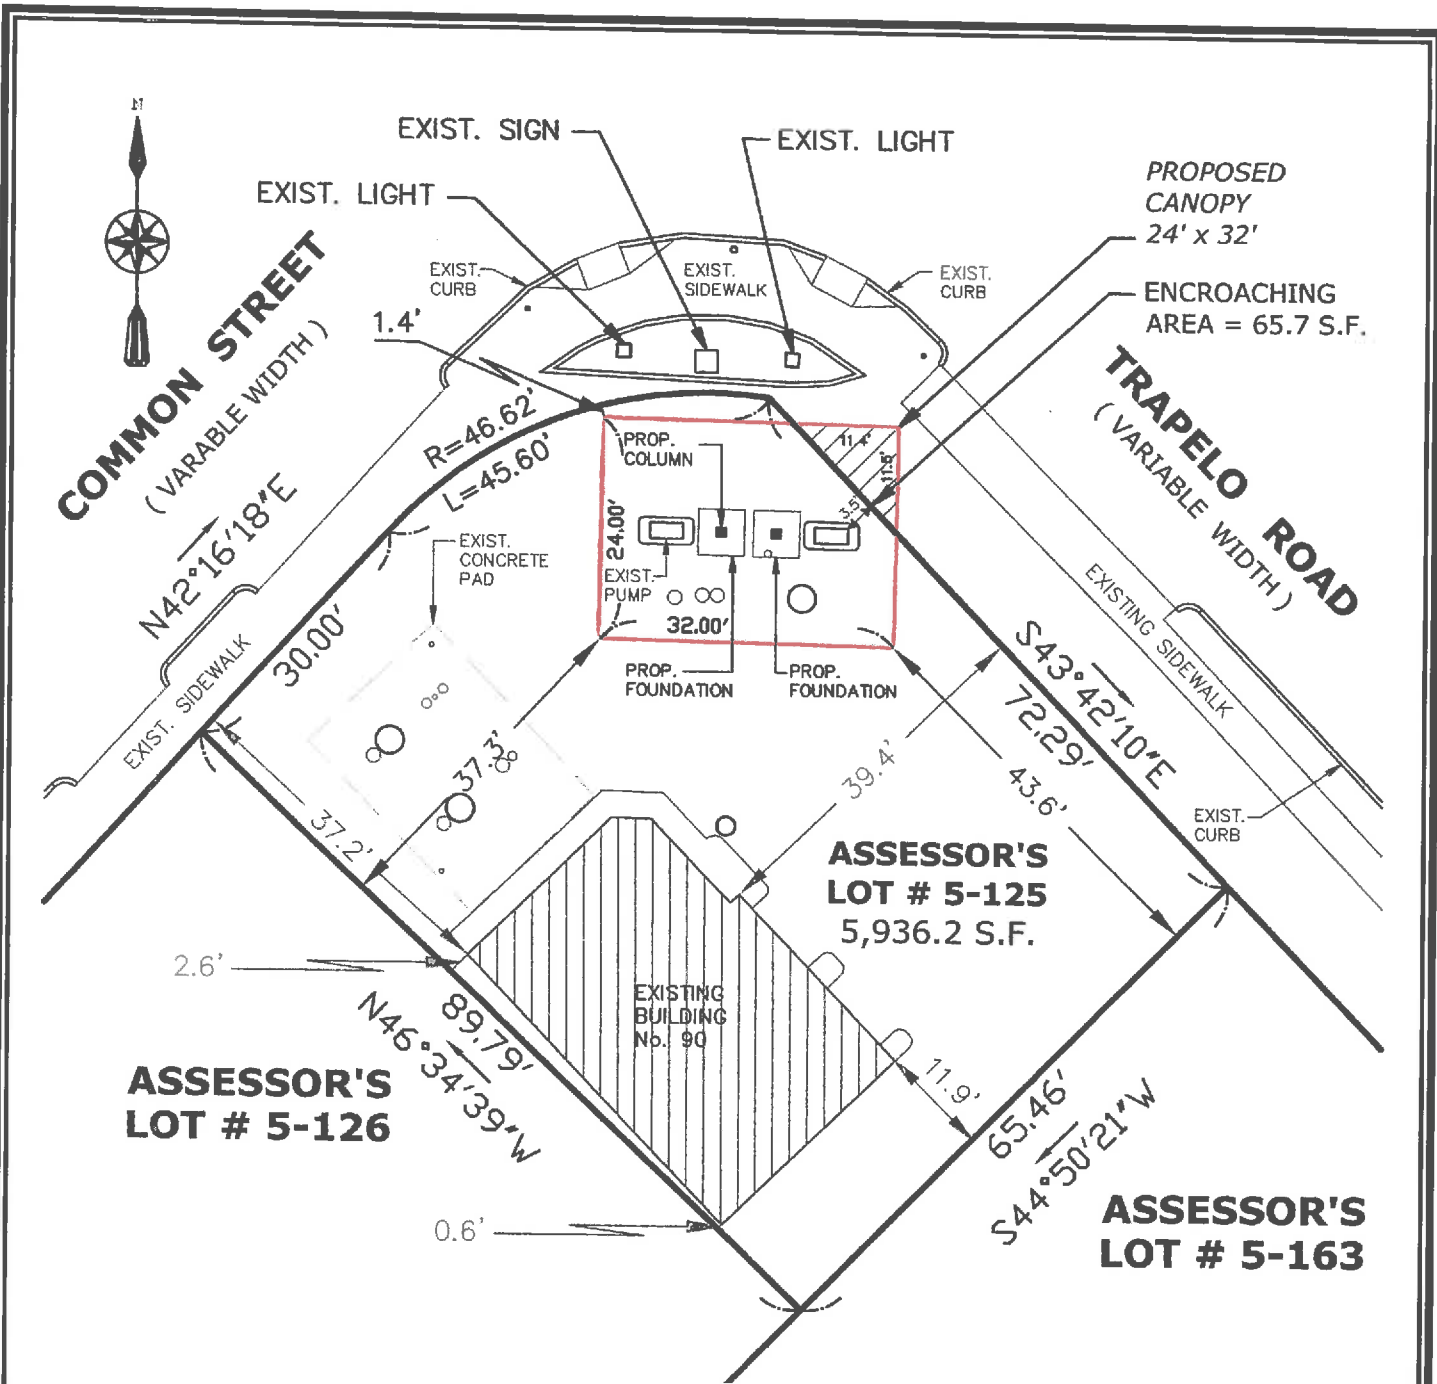 N
EXIST. SIGN
EXIST. LIGHT
EXIST. LIGHT
PROPOSED
CANOPY
24' x 32'
ENCROACHING
AREA = 65.7 S.F.
EXIST.
CURB
EXIST.
SIDEWALK
EXIST.
CURB
1.4'
COMMON STREET
( VARABLE WIDTH )
N42°16'18"E
R=46.62'
L=45.60'
TRAPELO ROAD
( VARIABLE WIDTH )
PROP.
COLUMN
11.4'
11.5'
3.5'
24.00'
EXIST.
CONCRETE
PAD
EXIST.
PUMP
32.00'
PROP.
FOUNDATION
PROP.
FOUNDATION
30.00'
EXIST. SIDEWALK
EXISTING SIDEWALK
S43°42'10"E
72.29'
37.3'
39.4'
43.6'
37.2'
EXIST.
CURB
ASSESSOR'S
LOT # 5-125
5,936.2 S.F.
2.6'
89.79'
N46°34'39"W
EXISTING
BUILDING
No. 90
11.9'
65.46'
S44°50'21"W
ASSESSOR'S
LOT # 5-126
0.6'
ASSESSOR'S
LOT # 5-163